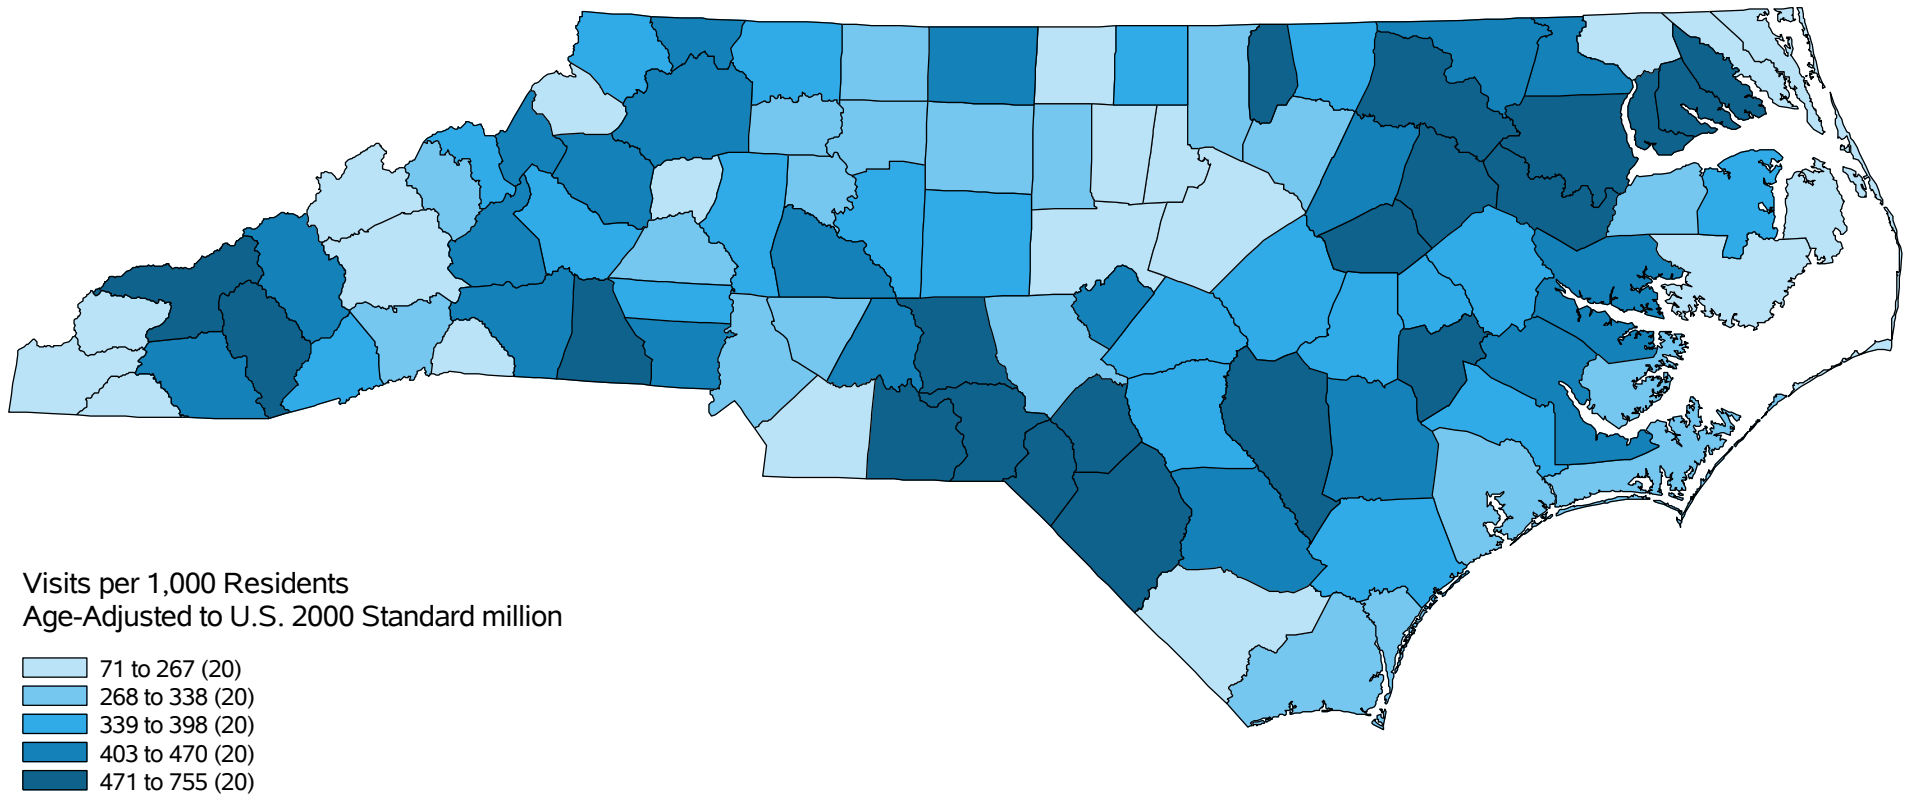 Visits per 1,000 Residents
Age-Adjusted to U.S. 2000 Standard million
71 to 267 (20)
268 to 338 (20)
339 to 398 (20)
403 to 470 (20)
471 to 755 (20)